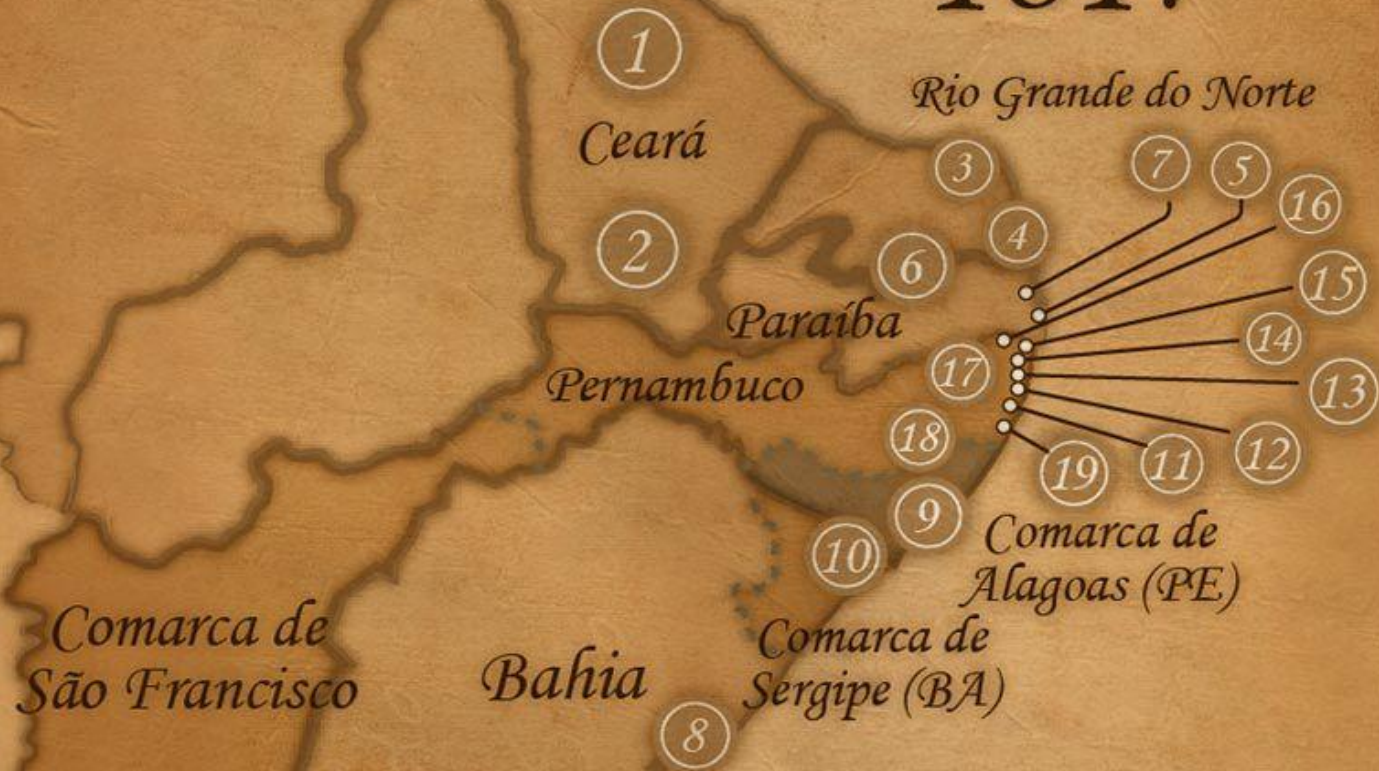 1
Rio Grande do Norte
Ceará
3
7
5
16
2
4
6
15
Paraíba
14
17
13
Pernambuco
18
12
19
11
9
Comarca de
Alagoas (PE)
10
Comarca de
São Francisco
Bahia
Comarca de
Sergipe (BA)
8